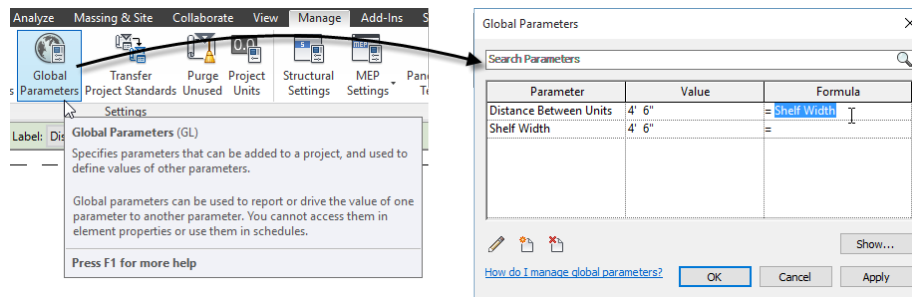 Analyze Massing & Site Collaborate View Manage Add-Ins S
0.0
Global Transfer Purge Project Structural MEP Pan
s Parameters Project Standards Unused Units Settings Settings T
Settings
Label: Dis
Global Parameters (GL)
Specifies parameters that can be added to a project, and used to
define values of other parameters.
Global parameters can be used to report or drive the value of one
parameter to another parameter. You cannot access them in
element properties or use them in schedules.
Press F1 for more help
Global Parameters
Search Parameters
Parameter Value Formula
Distance Between Units 4' 6" = Shelf Width
Shelf Width 4' 6" =
Show...
How do I manage global parameters? OK Cancel Apply